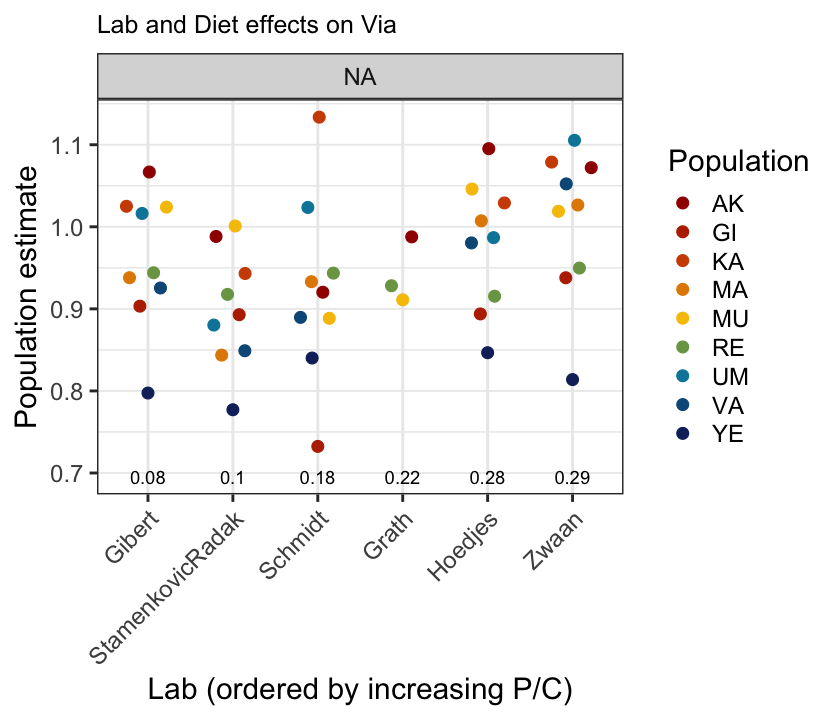 Lab and Diet effects on Via
NA
Population estimate
1.1
1.0
0.9
0.8
0.7
0.08 0.1 0.18 0.22 0.28 0.29
Gibert StamenkovicRadak Schmidt Grath Hoedjes Zwaan
Lab (ordered by increasing P/C)
Population
AK
GI
KA
MA
MU
RE
UM
VA
YE